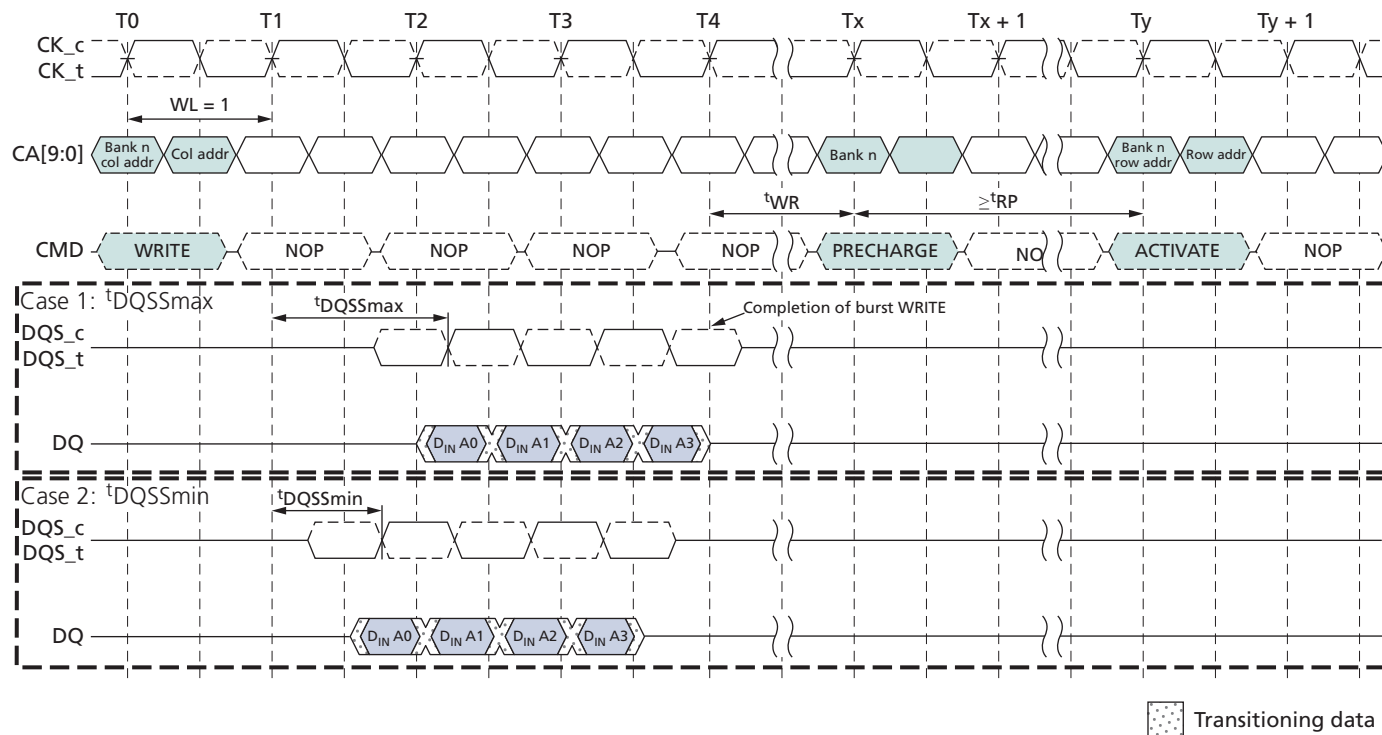 T0 T1 T2 T3 T4 Tx Tx + 1 Ty Ty + 1
CK_c
CK_t
WL = 1
CA[9:0] Bank n col addr Col addr Bank n Bank n row addr Row addr
tWR ≥tRP
CMD WRITE NOP NOP NOP NOP PRECHARGE NO ACTIVATE NOP
Case 1: tDQSSmax
tDQSSmax
Completion of burst WRITE
DQS_c
DQS_t
DQ DIN A0 DIN A1 DIN A2 DIN A3
Case 2: tDQSSmin
tDQSSmin
DQS_c
DQS_t
DQ DIN A0 DIN A1 DIN A2 DIN A3
Transitioning data